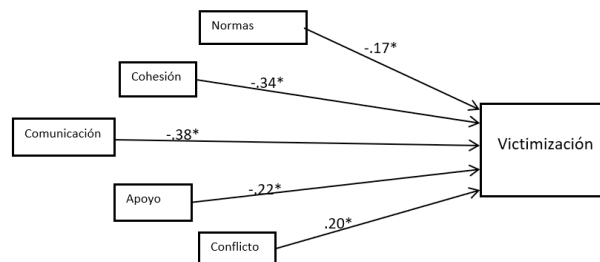 Normas
-.17*
Cohesión
-.34*
Comunicación
-.38*
Victimización
Apoyo
-.22*
Conflicto
.20*